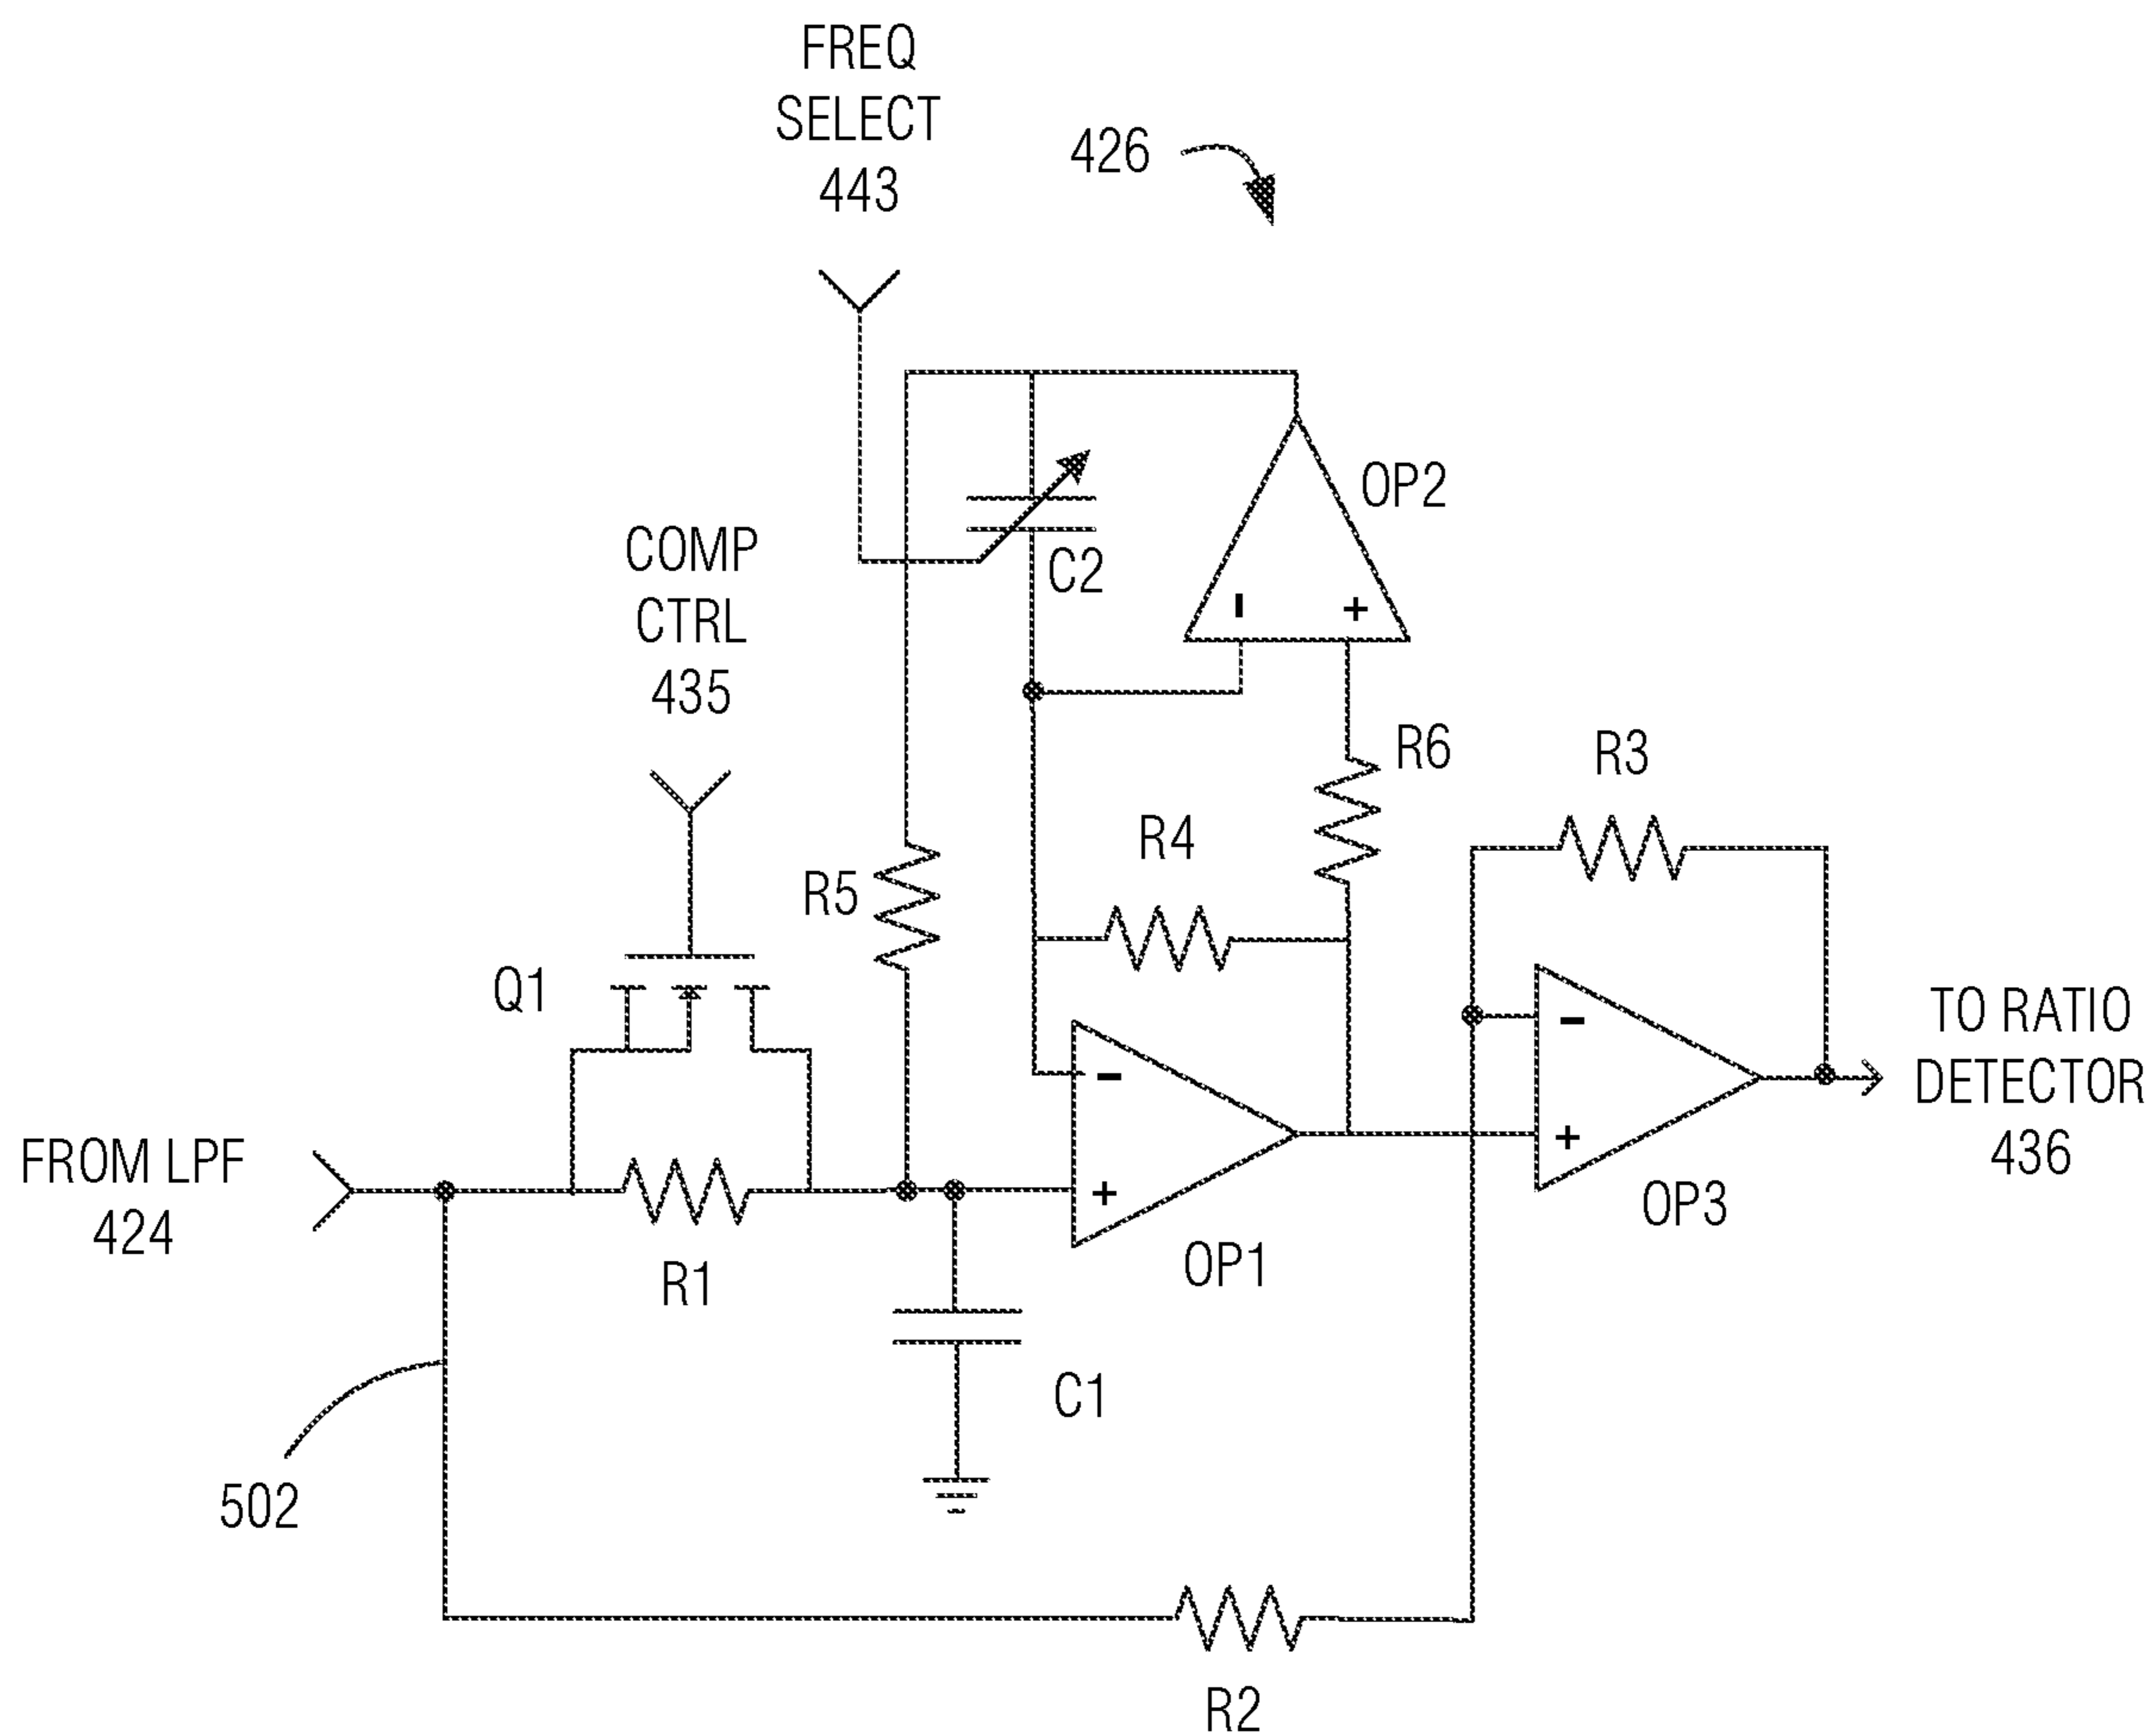 FREQ
SELECT
443
426
OP2
C2
COMP
CTRL
435
-
+
R6
R3
R4
R5
Q1
-
TO RATIO
DETECTOR
436
-
+
FROM LPF
424
R1
+
OP1
OP3
C1
502
R2